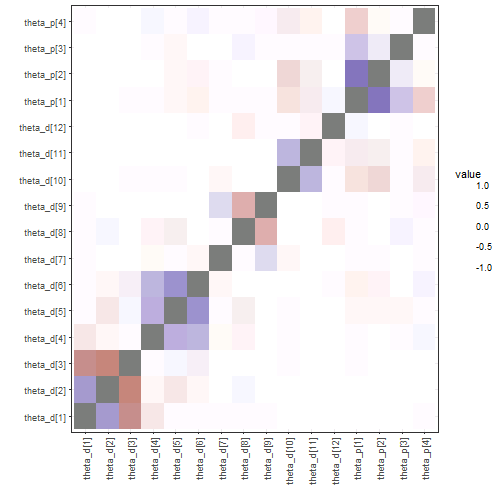 theta_p[4]
theta_p[3]
theta_p[2]
theta_p[1]
theta_d[12]
theta_d[11]
theta_d[10]
theta_d[9]
theta_d[8]
theta_d[7]
theta_d[6]
theta_d[5]
theta_d[4]
theta_d[3]
theta_d[2]
theta_d[1]
theta_d[1] theta_d[2] theta_d[3] theta_d[4] theta_d[5] theta_d[6] theta_d[7] theta_d[8] theta_d[9] theta_d[10] theta_d[11] theta_d[12] theta_p[1] theta_p[2] theta_p[3] theta_p[4]
value
1.0
0.5
0.0
-0.5
-1.0